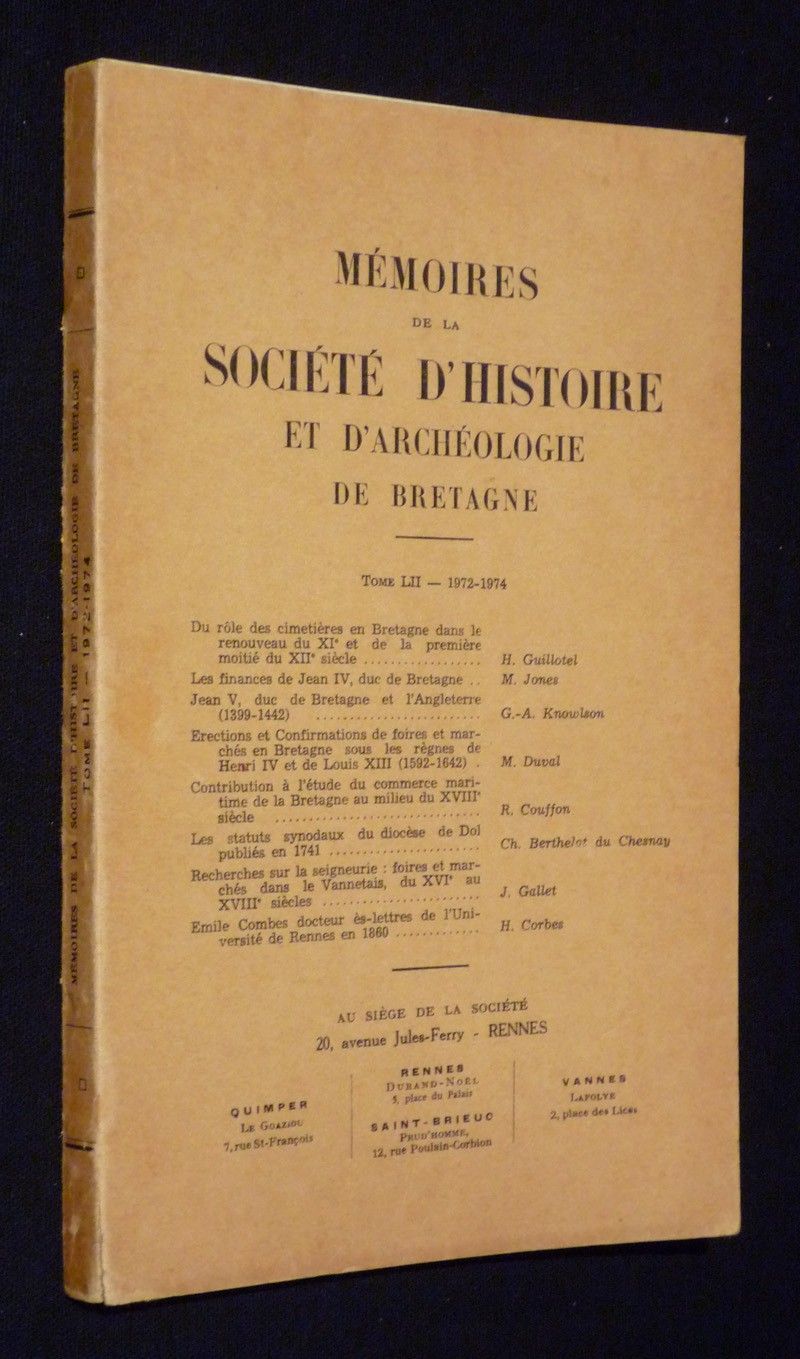 MÉMOIRES
DE LA
SOCIÉTÉ D'HISTOIRE
ET D'ARCHÉOLOGIE
DE BRETAGNE
TOME LII — 1972-1974
Du rôle des cimetières en Bretagne dans le
renouveau du XIe et de la première
moitié du XIIe siècle .................. H. Guillotel
Les finances de Jean IV, duc de Bretagne .. M. Jones
Jean V, duc de Bretagne et l'Angleterre
(1399-1442) ......................... G.-A. Knowlson
Erections et Confirmations de foires et mar-
chés en Bretagne sous les règnes de
Henri IV et de Louis XIII (1592-1642) . M. Duval
Contribution à l'étude du commerce mari-
time de la Bretagne au milieu du XVIIIe
siècle ............................... R. Couffon
Les statuts synodaux du diocèse de Dol
publiés en 1741 ....................... Ch. Berthelot du Chesnay
Recherches sur la seigneurie : foires et mar-
chés dans le Vannetais, du XVIe au
XVIIIe siècles ........................ J. Gallet
Emile Combes docteur ès-lettres de l'Uni-
versité de Rennes en 1860 ............. H. Corbes
AU SIÈGE DE LA SOCIÉTÉ
20, avenue Jules-Ferry - RENNES
QUIMPER
LE GOAZIOU
7, rue St-François
RENNES
DURAND-NOËL
5, place du Palais
SAINT-BRIEUC
PRUD'HOMME,
12, rue Poulain-Corbion
VANNES
LAFOLYE
2, place des Lices
MÉMOIRES DE LA SOCIÉTÉ D'HISTOIRE ET D'ARCHÉOLOGIE DE BRETAGNE
TOME LII — 1972-1974